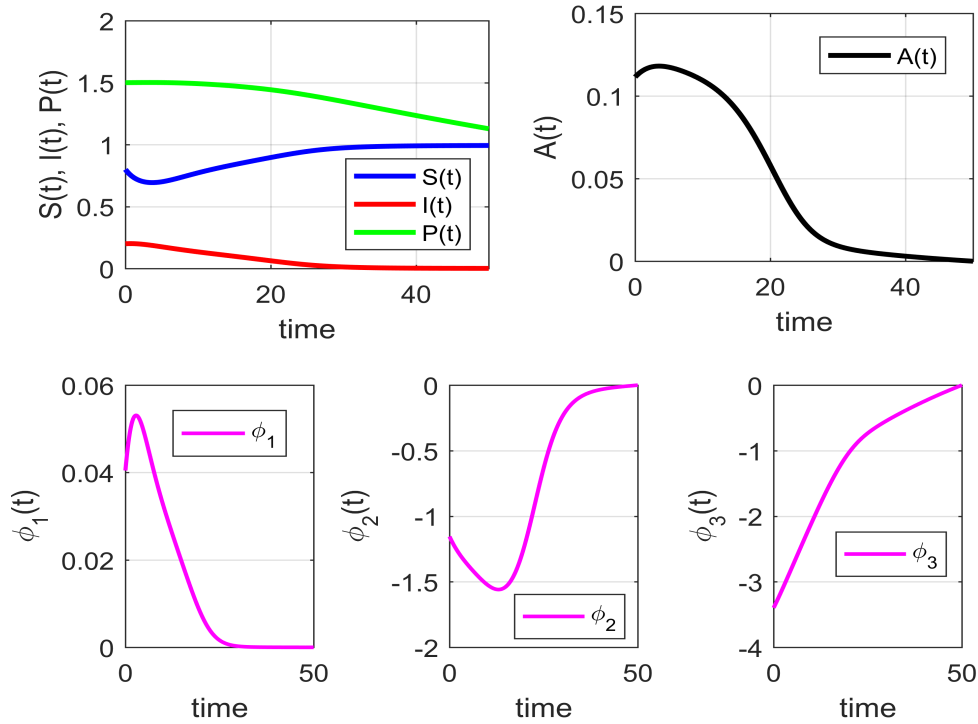 2
1.5
1
0.5
0
S(t), I(t), P(t)
S(t)
I(t)
P(t)
0 20 40
time
0.15
0.1
0.05
0
A(t)
A(t)
0 20 40
time
0.06
0.04
0.02
0
ϕ1(t)
ϕ1
0 50
time
0
-0.5
-1
-1.5
-2
ϕ2(t)
ϕ2
0 50
time
0
-1
-2
-3
-4
ϕ3(t)
ϕ3
0 50
time